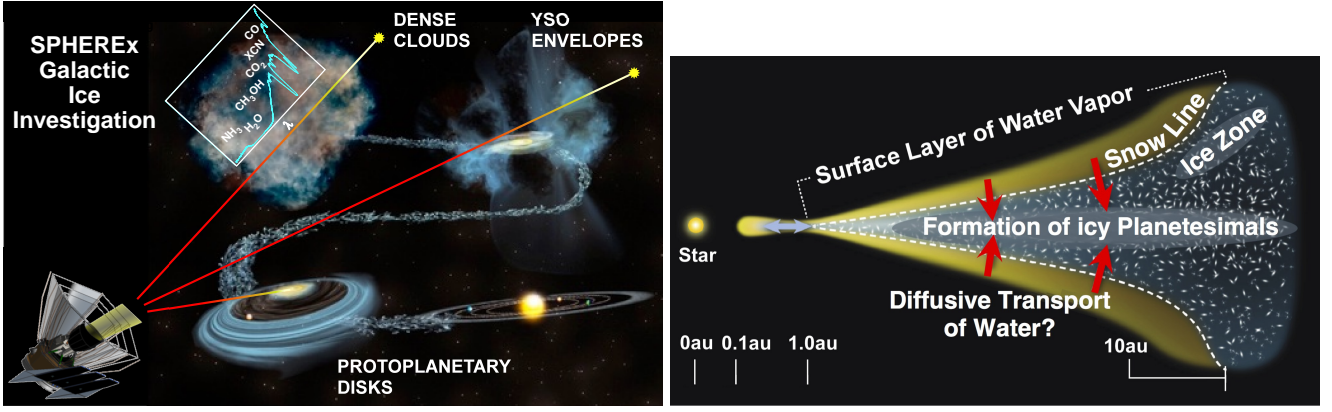 SPHEREx
Galactic
Ice
Investigation
CO
XCN
CO2
CH3OH
H2O
NH3
λ
DENSE
CLOUDS
YSO
ENVELOPES
PROTOPLANETARY
DISKS
Surface Layer of Water Vapor
Snow Line
Ice Zone
Formation of icy Planetesimals
Star
Diffusive Transport
of Water?
0au
0.1au
1.0au
10au